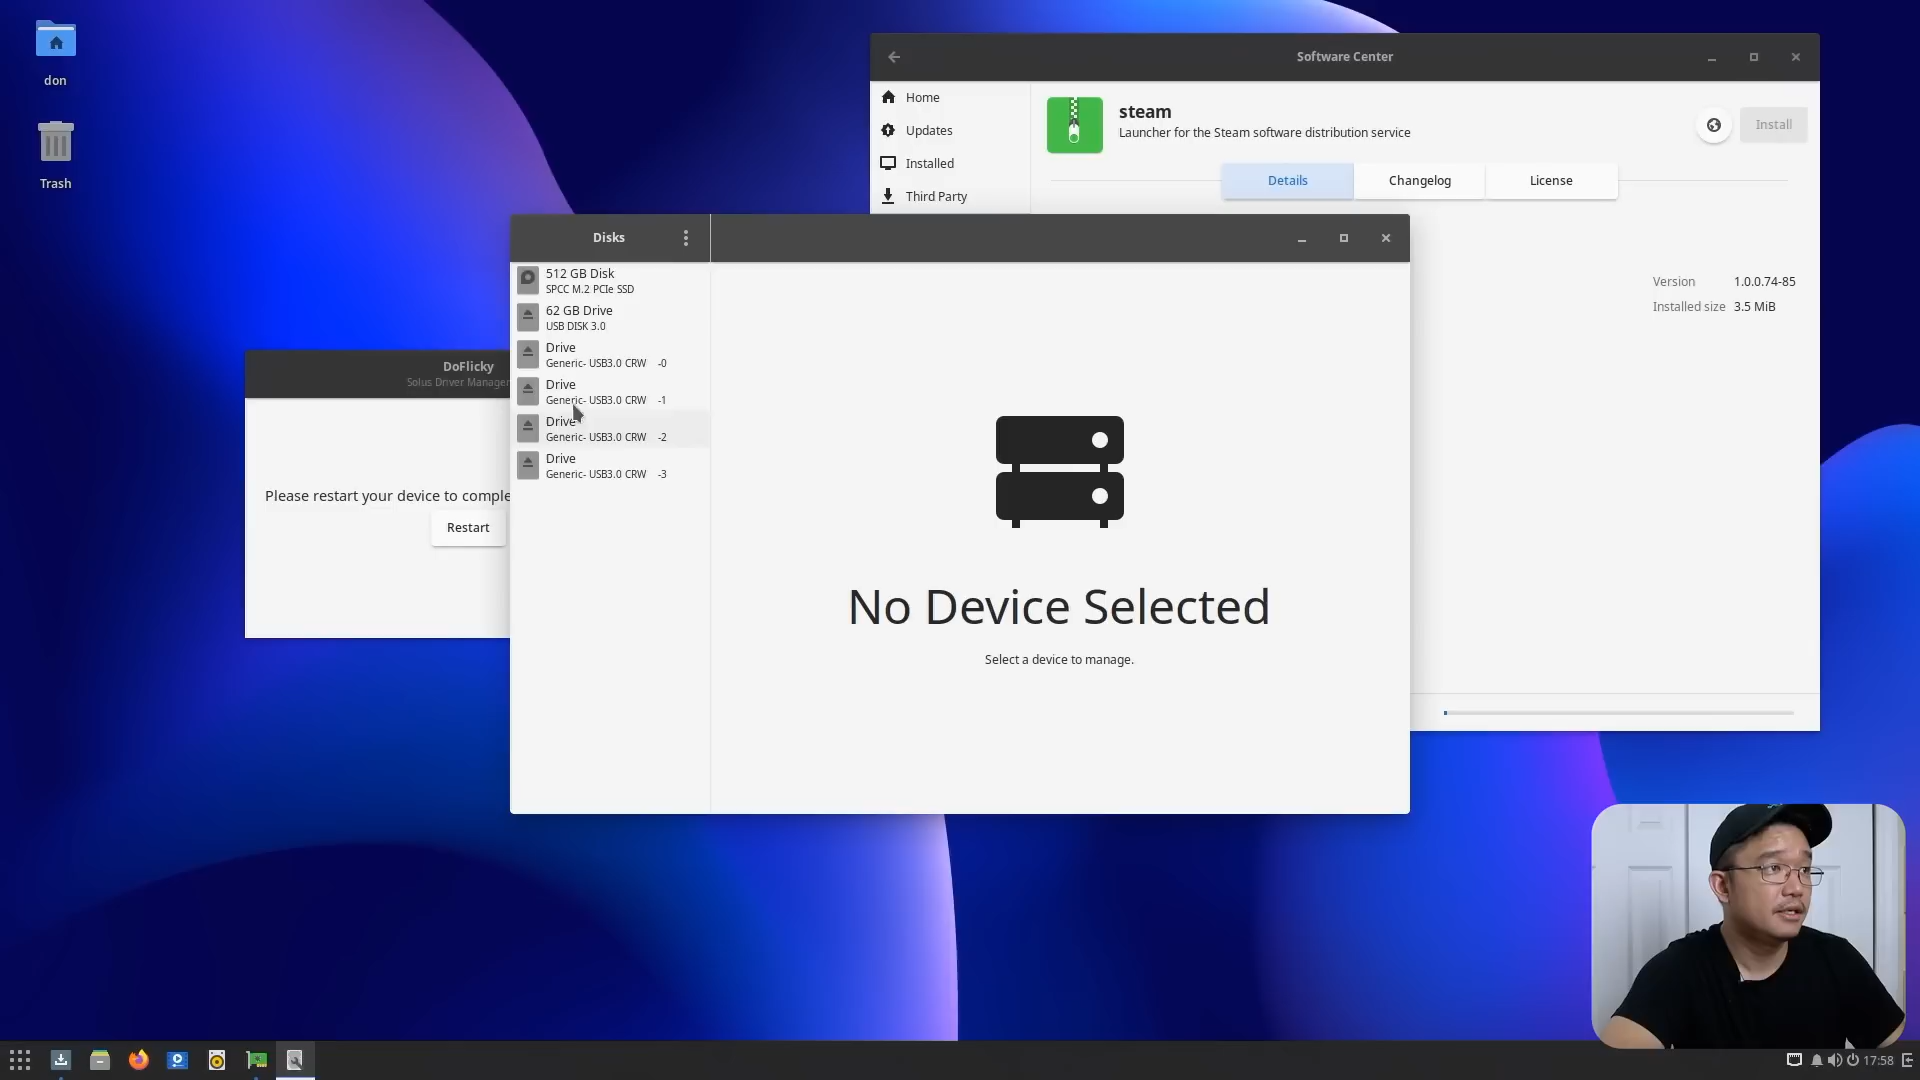 don
Trash
Software Center
Home
Updates
Installed
Third Party
steam
Launcher for the Steam software distribution service
Install
Details
Changelog
License
Version 1.0.0.74-85
Installed size 3.5 MiB
DoFlicky
Solus Driver Manager
Please restart your device to comple
Restart
Disks
512 GB Disk
SPCC M.2 PCIe SSD
62 GB Drive
USB DISK 3.0
Drive
Generic- USB3.0 CRW -0
Drive
Generic- USB3.0 CRW -1
Drive
Generic- USB3.0 CRW -2
Drive
Generic- USB3.0 CRW -3
No Device Selected
Select a device to manage.
17:58